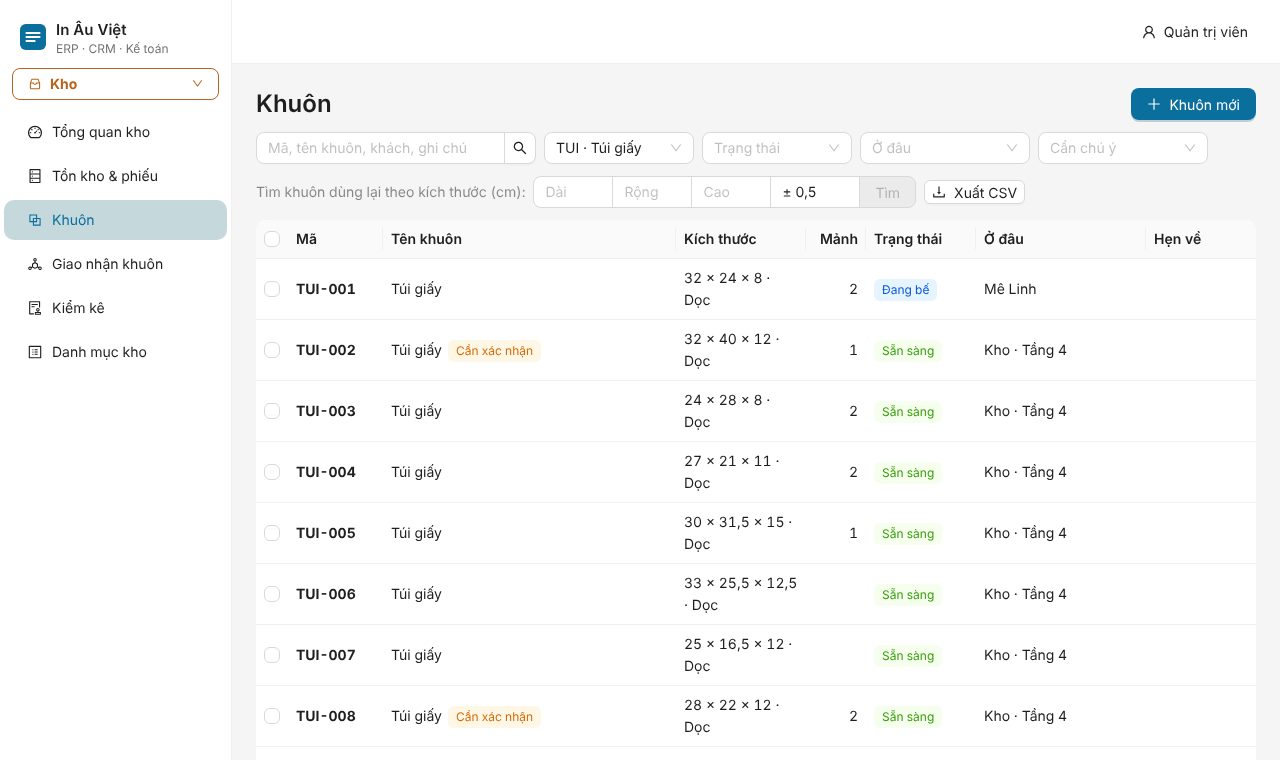 In Âu Việt
ERP · CRM · Kế toán
Kho
Tổng quan kho
Tồn kho & phiếu
Khuôn
Giao nhận khuôn
Kiểm kê
Danh mục kho
Quản trị viên
Khuôn
Khuôn mới
Mã, tên khuôn, khách, ghi chú
TUI · Túi giấy
Trạng thái
Ở đâu
Cần chú ý
Tìm khuôn dùng lại theo kích thước (cm):
Dài
Rộng
Cao
± 0,5
Tìm
Xuất CSV
Mã Tên khuôn Kích thước Mảnh Trạng thái Ở đâu Hẹn về
TUI-001 Túi giấy 32 × 24 × 8 · Dọc 2 Đang bế Mê Linh
TUI-002 Túi giấy Cần xác nhận 32 × 40 × 12 · Dọc 1 Sẵn sàng Kho · Tầng 4
TUI-003 Túi giấy 24 × 28 × 8 · Dọc 2 Sẵn sàng Kho · Tầng 4
TUI-004 Túi giấy 27 × 21 × 11 · Dọc 2 Sẵn sàng Kho · Tầng 4
TUI-005 Túi giấy 30 × 31,5 × 15 · Dọc 1 Sẵn sàng Kho · Tầng 4
TUI-006 Túi giấy 33 × 25,5 × 12,5 · Dọc Sẵn sàng Kho · Tầng 4
TUI-007 Túi giấy 25 × 16,5 × 12 · Dọc Sẵn sàng Kho · Tầng 4
TUI-008 Túi giấy Cần xác nhận 28 × 22 × 12 · Dọc 2 Sẵn sàng Kho · Tầng 4